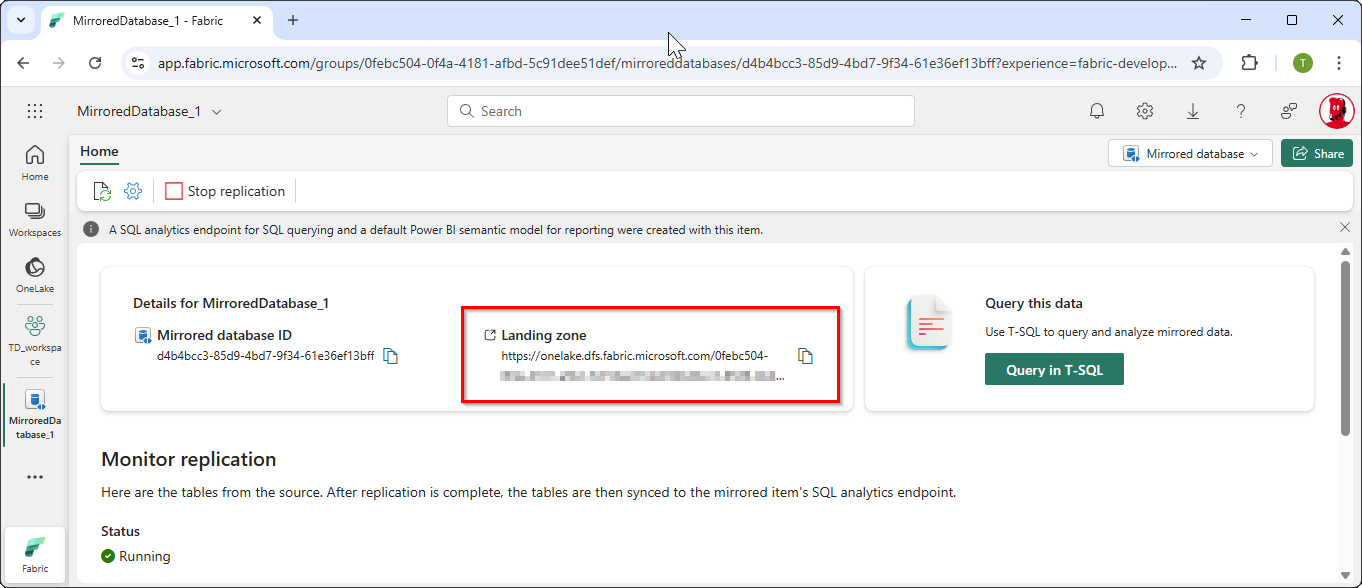 MirroredDatabase_1 - Fabric
app.fabric.microsoft.com/groups/0febc504-0f4a-4181-afbd-5c91dee51def/mirroreddatabases/d4b4bcc3-85d9-4bd7-9f34-61e36ef13bff?experience=fabric-develop...
T
MirroredDatabase_1
Search
Home
Mirrored database
Share
Stop replication
A SQL analytics endpoint for SQL querying and a default Power BI semantic model for reporting were created with this item.
Home
Workspaces
OneLake
TD_workspa
ce
MirroredDa
tabase_1
Fabric
Details for MirroredDatabase_1
Mirrored database ID
d4b4bcc3-85d9-4bd7-9f34-61e36ef13bff
Landing zone
https://onelake.dfs.fabric.microsoft.com/0febc504-
...
Query this data
Use T-SQL to query and analyze mirrored data.
Query in T-SQL
Monitor replication
Here are the tables from the source. After replication is complete, the tables are then synced to the mirrored item's SQL analytics endpoint.
Status
Running